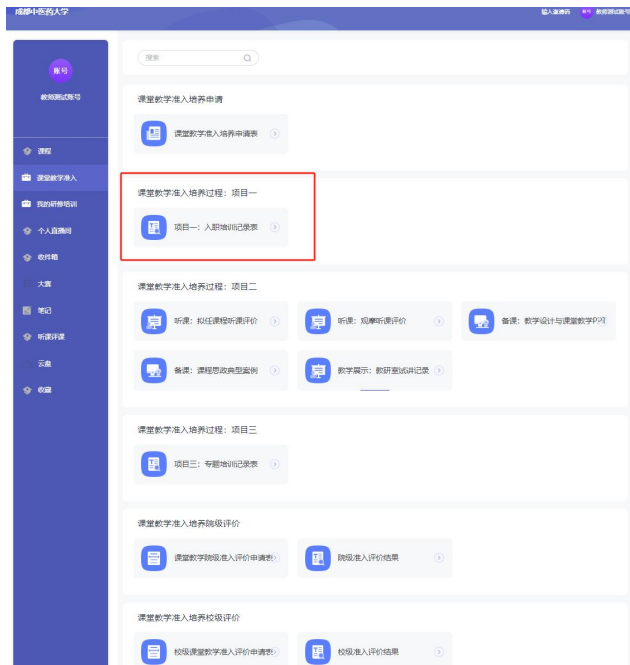 成都中医药大学
输入邀请码 账号 教师测试账号
账号
教师测试账号
课程
课堂教学准入
我的研修培训
个人直播间
收件箱
大赛
笔记
听课评课
云盘
收藏
搜索
课堂教学准入培养申请
课堂教学准入培养申请表
课堂教学准入培养过程：项目一
项目一：入职培训记录表
课堂教学准入培养过程：项目二
听课：拟任课程听课评价
听课：观摩听课评价
备课：教学设计与课堂教学PPT
备课：课程思政典型案例
教学展示：教研室试讲记录
课堂教学准入培养过程：项目三
项目三：专题培训记录表
课堂教学准入培养院级评价
课堂教学院级准入评价申请表
院级准入评价结果
课堂教学准入培养校级评价
校级课堂教学准入评价申请表
校级准入评价结果